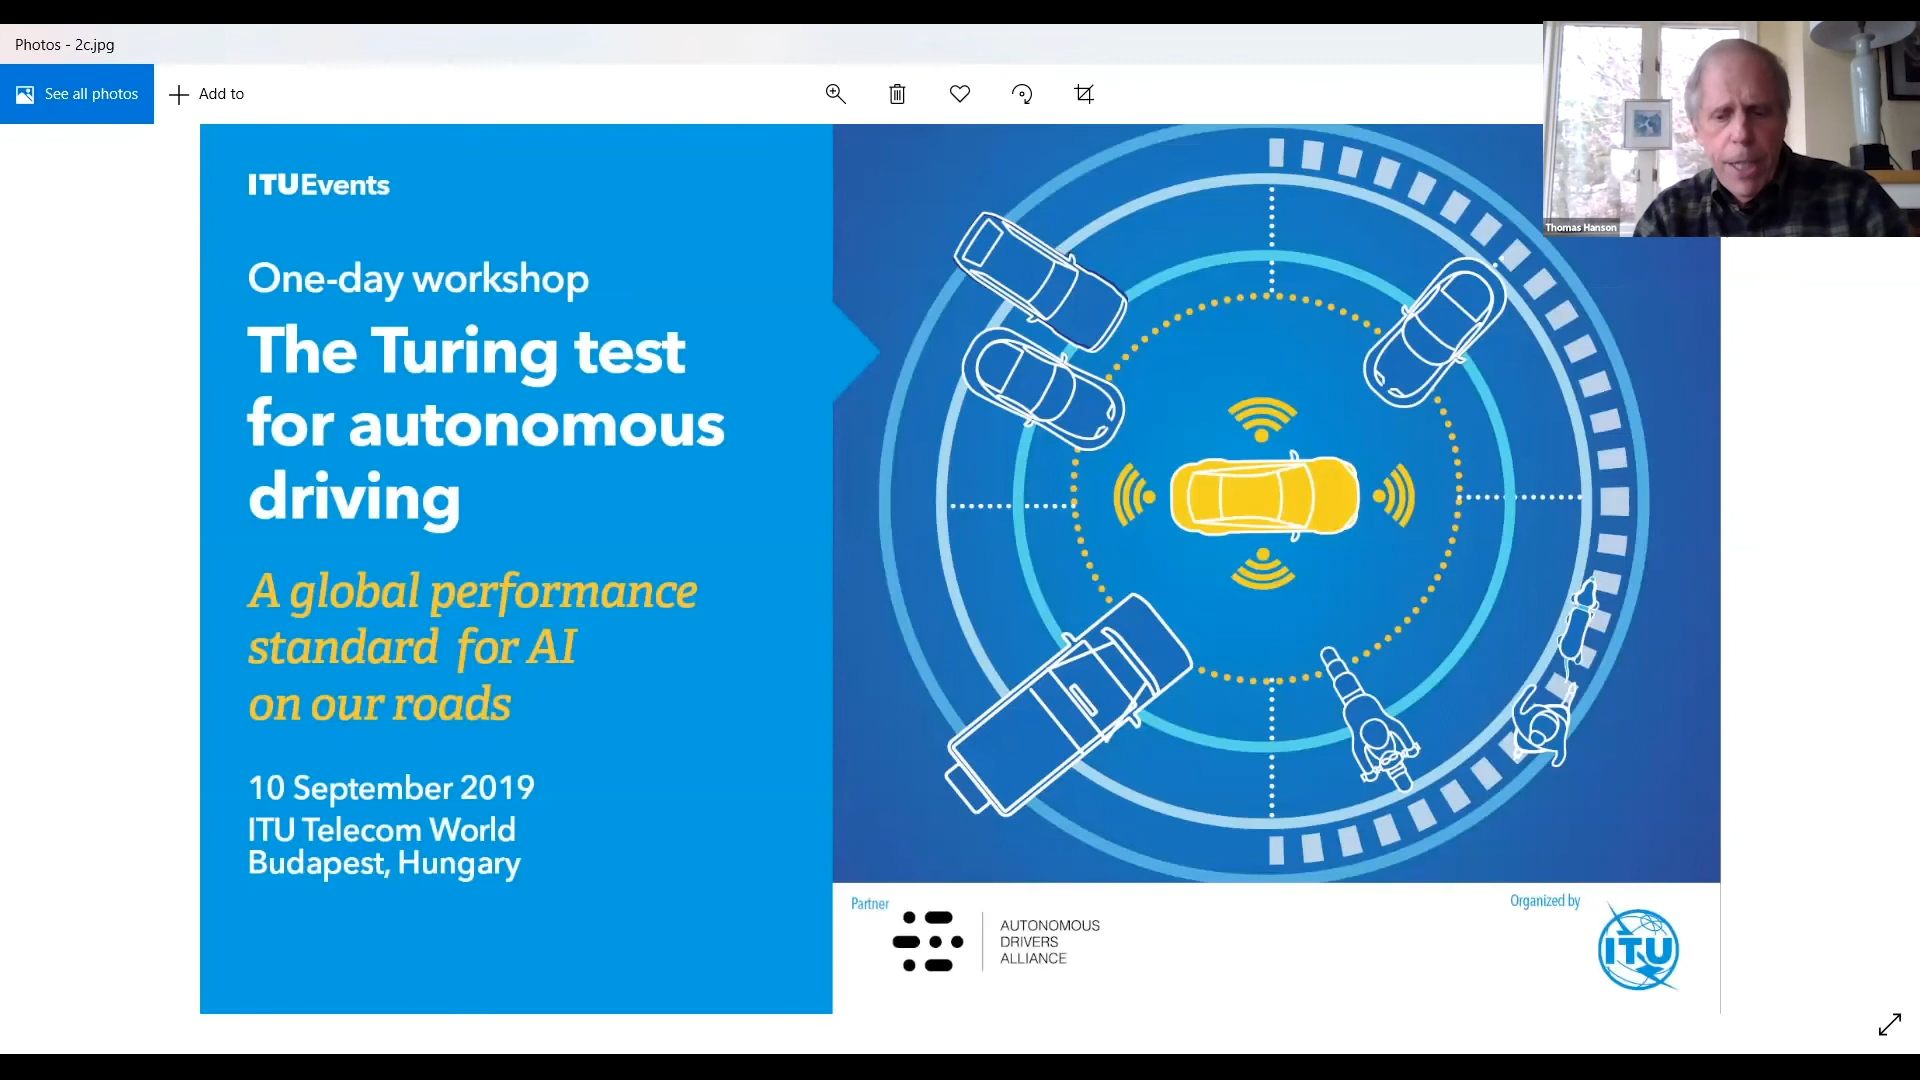 Photos - 2c.jpg
See all photos
Add to
Thomas Hanson
ITUEvents
One-day workshop
The Turing test
for autonomous
driving
A global performance
standard for AI
on our roads
10 September 2019
ITU Telecom World
Budapest, Hungary
Partner
AUTONOMOUS
DRIVERS
ALLIANCE
Organized by
ITU